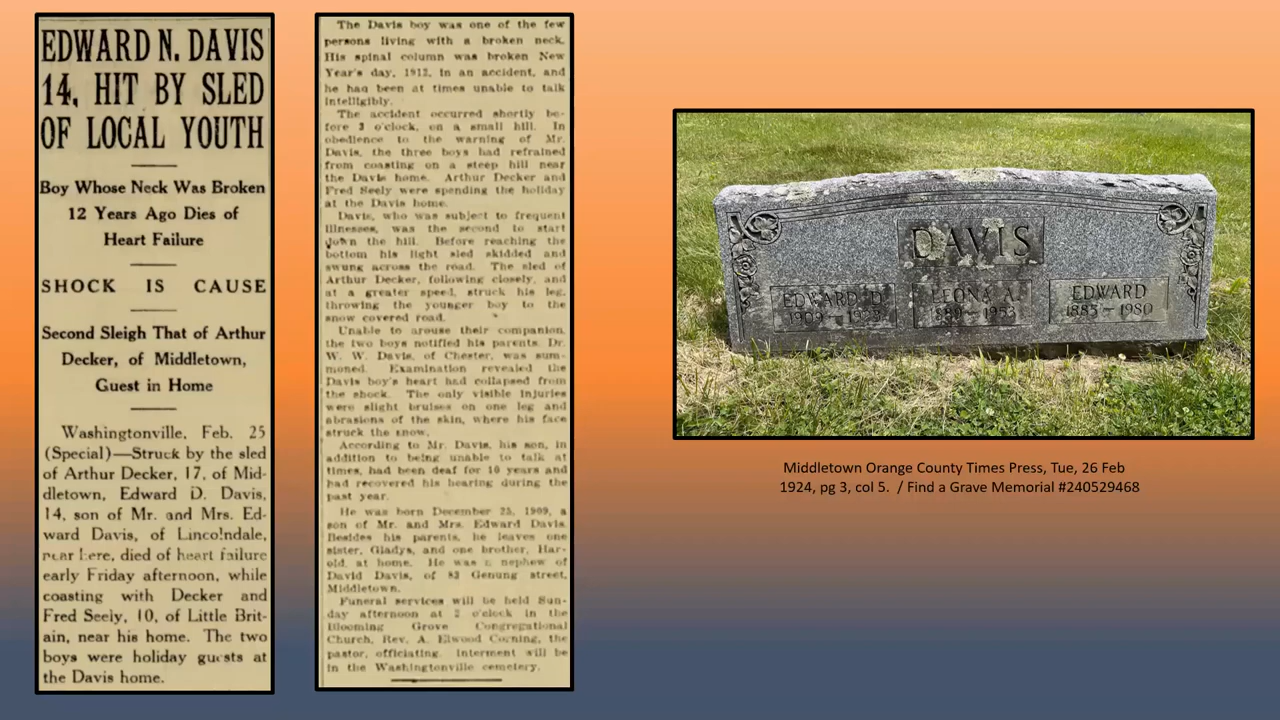 EDWARD N. DAVIS
14, HIT BY SLED
OF LOCAL YOUTH
Boy Whose Neck Was Broken
12 Years Ago Dies of
Heart Failure
SHOCK IS CAUSE
Second Sleigh That of Arthur
Decker, of Middletown,
Guest in Home
Washingtonville, Feb. 25
(Special)—Struck by the sled
of Arthur Decker, 17, of Mid-
dletown, Edward D. Davis,
14, son of Mr. and Mrs. Ed-
ward Davis, of Lincolndale,
near here, died of heart failure
early Friday afternoon, while
coasting with Decker and
Fred Seely, 10, of Little Brit-
ain, near his home. The two
boys were holiday guests at
the Davis home.
The Davis boy was one of the few
persons living with a broken neck.
His spinal column was broken New
Year's day, 1912, in an accident, and
he had been at times unable to talk
intelligibly.
The accident occurred shortly be-
fore 3 o'clock, on a small hill. In
obedience to the warning of Mr.
Davis, the three boys had refrained
from coasting on a steep hill near
the Davis home. Arthur Decker and
Fred Seely were spending the holiday
at the Davis home.
Davis, who was subject to frequent
illnesses, was the second to start
down the hill. Before reaching the
bottom his light sled skidded and
swung across the road. The sled of
Arthur Decker, following closely, and
at a greater speed, struck his leg,
throwing the younger boy to the
snow covered road.
Unable to arouse their companion,
the two boys notified his parents. Dr.
W. W. Davis, of Chester, was sum-
moned. Examination revealed the
Davis boy's heart had collapsed from
the shock. The only visible injuries
were slight bruises on one leg and
abrasions of the skin, where his face
struck the snow.
According to Mr. Davis, his son, in
addition to being unable to talk at
times, had been deaf for 10 years and
had recovered his hearing during the
past year.
He was born December 25, 1909, a
son of Mr. and Mrs. Edward Davis.
Besides his parents, he leaves one
sister, Gladys, and one brother, Har-
old, at home. He was a nephew of
David Davis, of 83 Genung street,
Middletown.
Funeral services will be held Sun-
day afternoon at 2 o'clock in the
Blooming Grove Congregational
Church, Rev. A. Elwood Corning, the
pastor, officiating. Interment will be
in the Washingtonville cemetery.
DAVIS
EDWARD D.
EDWARD
1885 – 1980
Middletown Orange County Times Press, Tue, 26 Feb
1924, pg 3, col 5. / Find a Grave Memorial #240529468